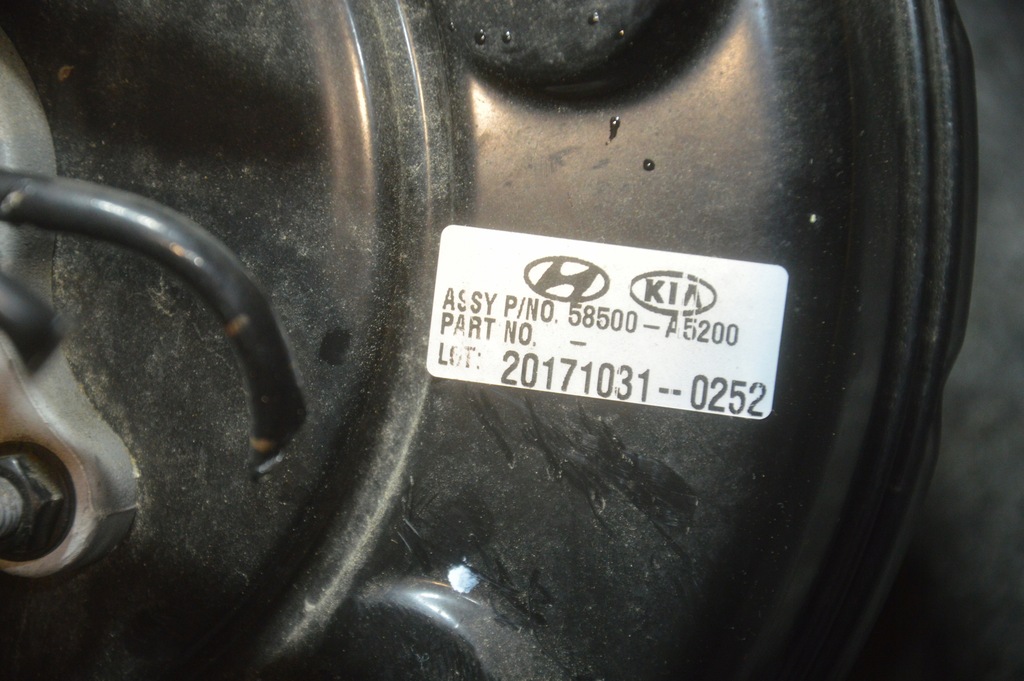 KIA
ASSY P/NO. 58500-A5200
PART NO. -
LOT: 20171031--0252